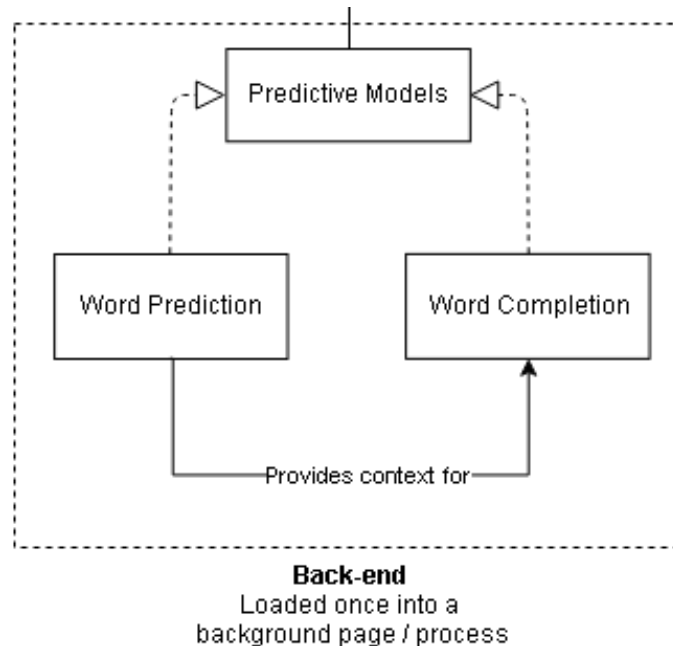 Predictive Models
Word Prediction
Word Completion
Provides context for
Back-end
Loaded once into a
background page / process